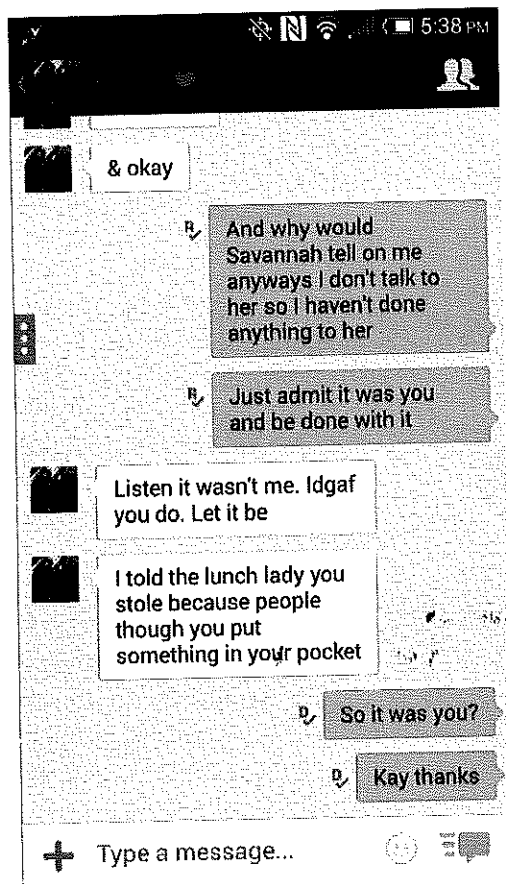 5:38 PM
& okay
And why would
Savannah tell on me
anyways I don't talk to
her so I haven't done
anything to her
Just admit it was you
and be done with it
Listen it wasn't me. Idgaf
you do. Let it be
I told the lunch lady you
stole because people
though you put
something in your pocket
So it was you?
Kay thanks
Type a message...